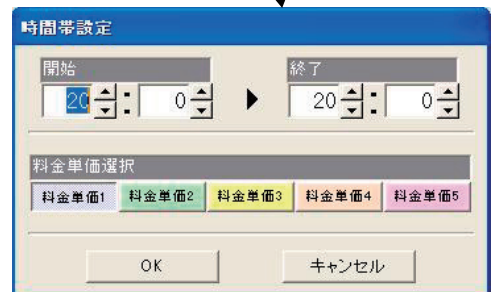 時間帯設定
開始 終了
20 : 0 ▶ 20 : 0
料金単価選択
料金単価1 料金単価2 料金単価3 料金単価4 料金単価5
OK キャンセル